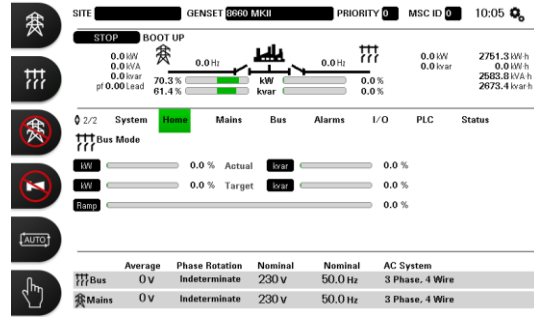 SITE GENSET 8660 MKII PRIORITY 0 MSC ID 0 10:05
STOP BOOT UP
0.0 kW 0.0 kW 2751.3 kW·h
0.0 kVA 0.0 Hz 0.0 Hz 0.0 kvar 0.0 kW·h
0.0 kvar 2583.8 kVA·h
pf 0.00 Lead 70.3 % kW 0.0 % 2673.4 kvar·h
61.4 % kvar 0.0 %
2/2 System Home Mains Bus Alarms I/O PLC Status
Bus Mode
kW 0.0 % Actual kvar 0.0 %
kW 0.0 % Target kvar 0.0 %
Ramp 0.0 %
AUTO
Average Phase Rotation Nominal Nominal AC System
Bus 0 V Indeterminate 230 V 50.0 Hz 3 Phase, 4 Wire
Mains 0 V Indeterminate 230 V 50.0 Hz 3 Phase, 4 Wire